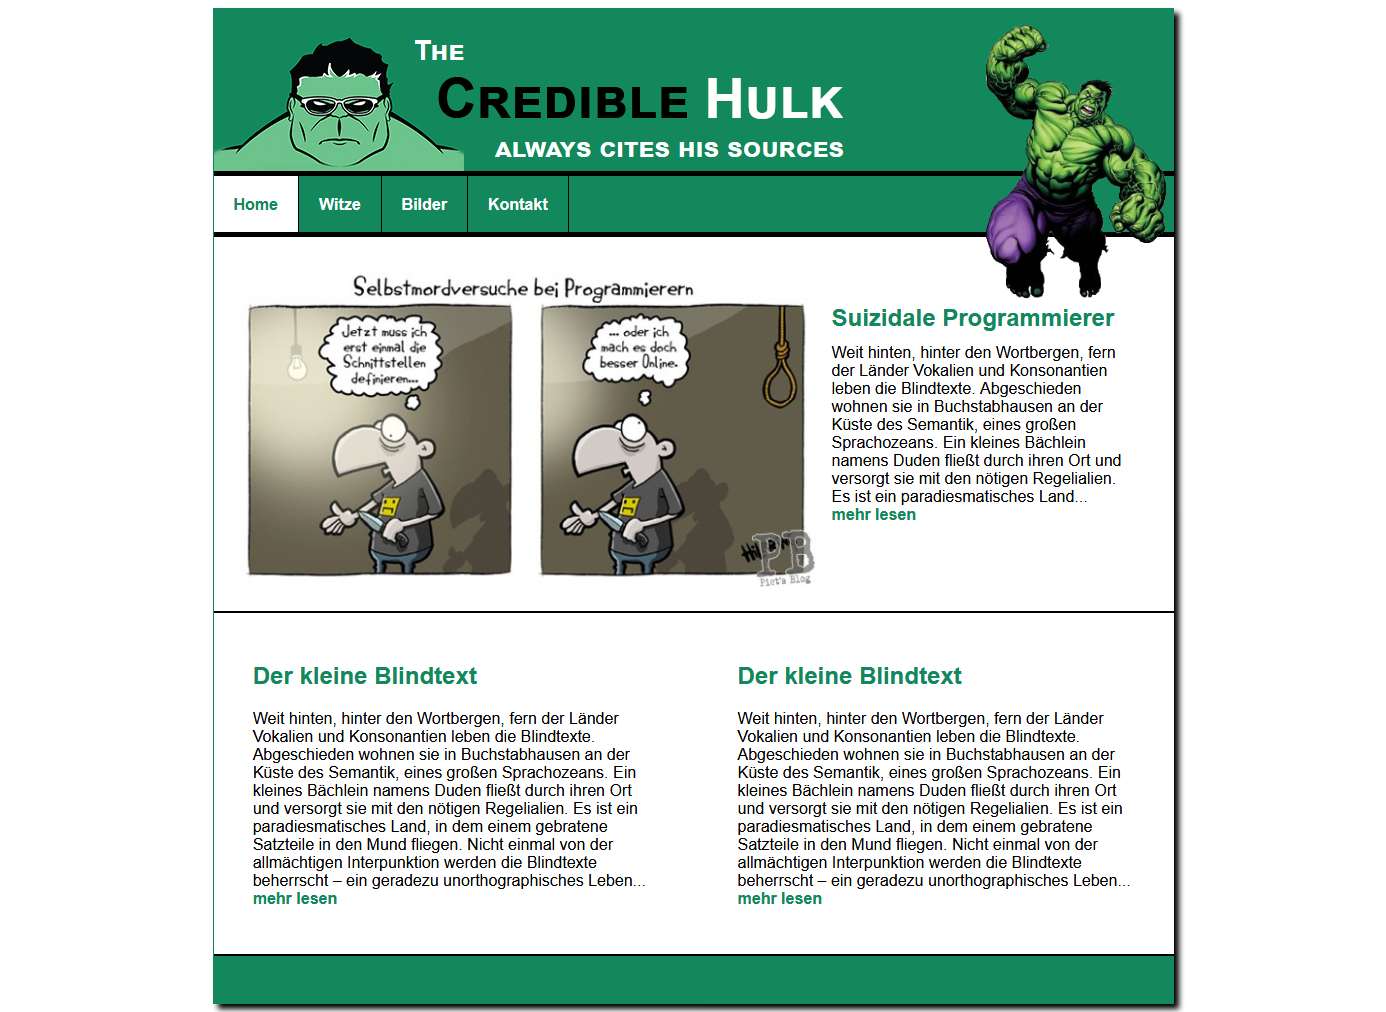 The
Credible Hulk
always cites his sources
Home Witze Bilder Kontakt
Selbstmordversuche bei Programmierern
Jetzt muss ich
erst einmal die
Schnittstellen
definieren...
... oder ich
mach es doch
besser Online.
PB
Piet's Blog
Suizidale Programmierer
Weit hinten, hinter den Wortbergen, fern
der Länder Vokalien und Konsonantien
leben die Blindtexte. Abgeschieden
wohnen sie in Buchstabhausen an der
Küste des Semantik, eines großen
Sprachozeans. Ein kleines Bächlein
namens Duden fließt durch ihren Ort und
versorgt sie mit den nötigen Regelialien.
Es ist ein paradiesmatisches Land...
mehr lesen
Der kleine Blindtext
Weit hinten, hinter den Wortbergen, fern der Länder
Vokalien und Konsonantien leben die Blindtexte.
Abgeschieden wohnen sie in Buchstabhausen an der
Küste des Semantik, eines großen Sprachozeans. Ein
kleines Bächlein namens Duden fließt durch ihren Ort
und versorgt sie mit den nötigen Regelialien. Es ist ein
paradiesmatisches Land, in dem einem gebratene
Satzteile in den Mund fliegen. Nicht einmal von der
allmächtigen Interpunktion werden die Blindtexte
beherrscht – ein geradezu unorthographisches Leben...
mehr lesen
Der kleine Blindtext
Weit hinten, hinter den Wortbergen, fern der Länder
Vokalien und Konsonantien leben die Blindtexte.
Abgeschieden wohnen sie in Buchstabhausen an der
Küste des Semantik, eines großen Sprachozeans. Ein
kleines Bächlein namens Duden fließt durch ihren Ort
und versorgt sie mit den nötigen Regelialien. Es ist ein
paradiesmatisches Land, in dem einem gebratene
Satzteile in den Mund fliegen. Nicht einmal von der
allmächtigen Interpunktion werden die Blindtexte
beherrscht – ein geradezu unorthographisches Leben...
mehr lesen